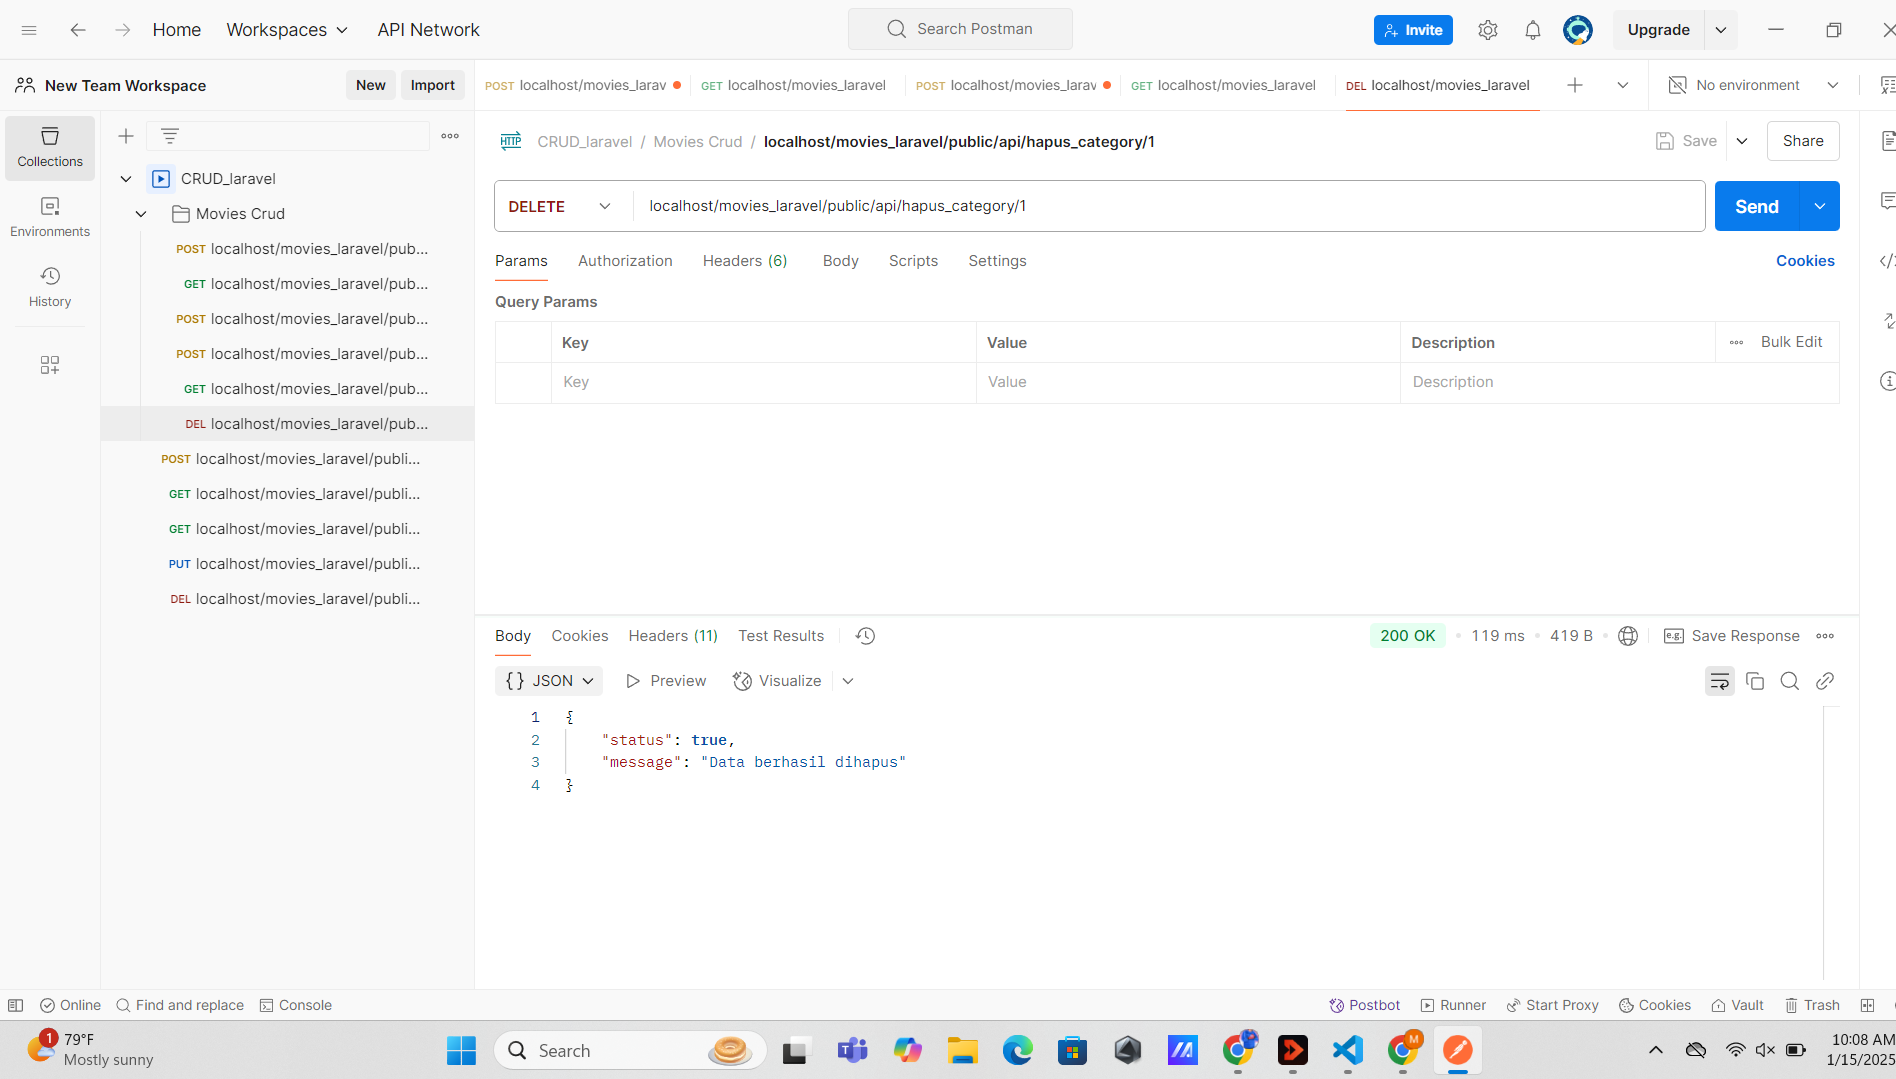 Home Workspaces API Network Search Postman Invite Upgrade
New Team Workspace New Import POST localhost/movies_larav GET localhost/movies_laravel POST localhost/movies_larav GET localhost/movies_laravel DEL localhost/movies_laravel No environment
Collections
Environments
History
CRUD_laravel
Movies Crud
POST localhost/movies_laravel/pub...
GET localhost/movies_laravel/pub...
POST localhost/movies_laravel/pub...
POST localhost/movies_laravel/pub...
GET localhost/movies_laravel/pub...
DEL localhost/movies_laravel/pub...
POST localhost/movies_laravel/publi...
GET localhost/movies_laravel/publi...
GET localhost/movies_laravel/publi...
PUT localhost/movies_laravel/publi...
DEL localhost/movies_laravel/publi...
HTTP CRUD_laravel / Movies Crud / localhost/movies_laravel/public/api/hapus_category/1 Save Share
DELETE localhost/movies_laravel/public/api/hapus_category/1 Send
Params Authorization Headers (6) Body Scripts Settings Cookies
Query Params
Key Value Description Bulk Edit
Key Value Description
Body Cookies Headers (11) Test Results 200 OK 119 ms 419 B e.g. Save Response
{} JSON Preview Visualize
1 {
2 "status": true,
3 "message": "Data berhasil dihapus"
4 }
Online Find and replace Console Postbot Runner Start Proxy Cookies Vault Trash
1 79°F
Mostly sunny
Search
M
10:08 AM
1/15/2025